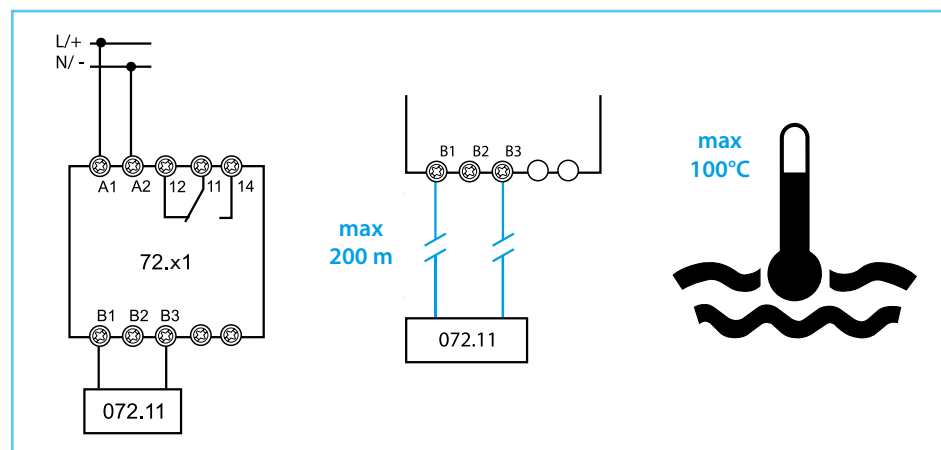 L/+
N/ -
A1 A2 12 11 14
72.x1
B1 B2 B3
072.11
B1 B2 B3
max
200 m
072.11
max
100°C